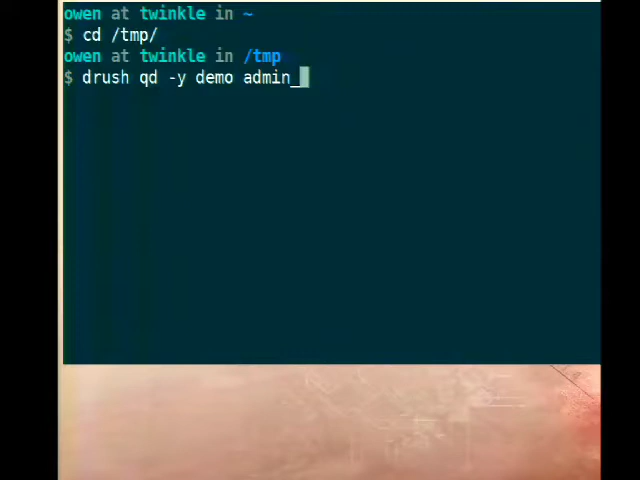 owen at twinkle in ~
$ cd /tmp/
owen at twinkle in /tmp
$ drush qd -y demo admin_